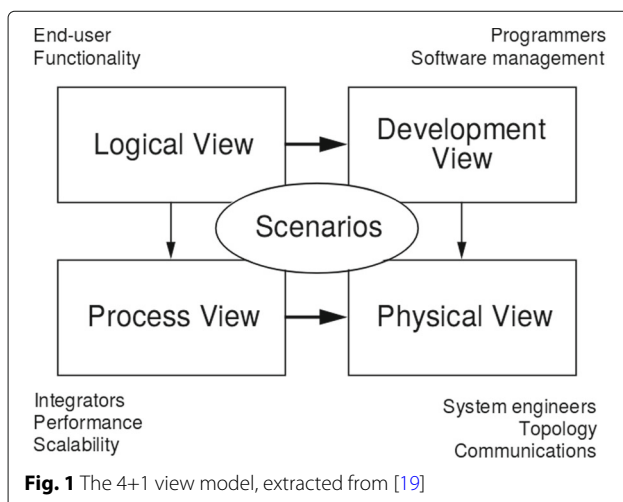 End-user
Functionality
Programmers
Software management
Logical View
Development
View
Scenarios
Process View
Physical View
Integrators
Performance
Scalability
System engineers
Topology
Communications
Fig. 1 The 4+1 view model, extracted from [19]